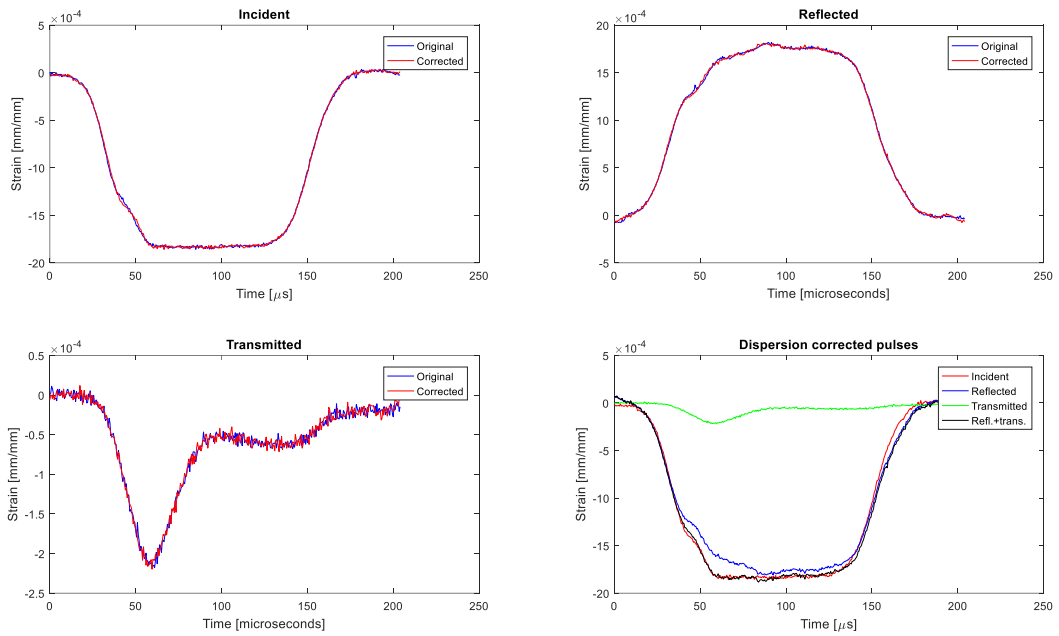 Incident
×10⁻⁴
5
0
-5
-10
-15
-20
Strain [mm/mm]
0 50 100 150 200 250
Time [μs]
Original
Corrected
Reflected
×10⁻⁴
20
15
10
5
0
-5
Strain [mm/mm]
0 50 100 150 200 250
Time [microseconds]
Original
Corrected
Transmitted
×10⁻⁴
0.5
0
-0.5
-1
-1.5
-2
-2.5
Strain [mm/mm]
0 50 100 150 200 250
Time [microseconds]
Original
Corrected
Dispersion corrected pulses
×10⁻⁴
5
0
-5
-10
-15
-20
Strain [mm/mm]
0 50 100 150 200 250
Time [μs]
Incident
Reflected
Transmitted
Refl.+trans.